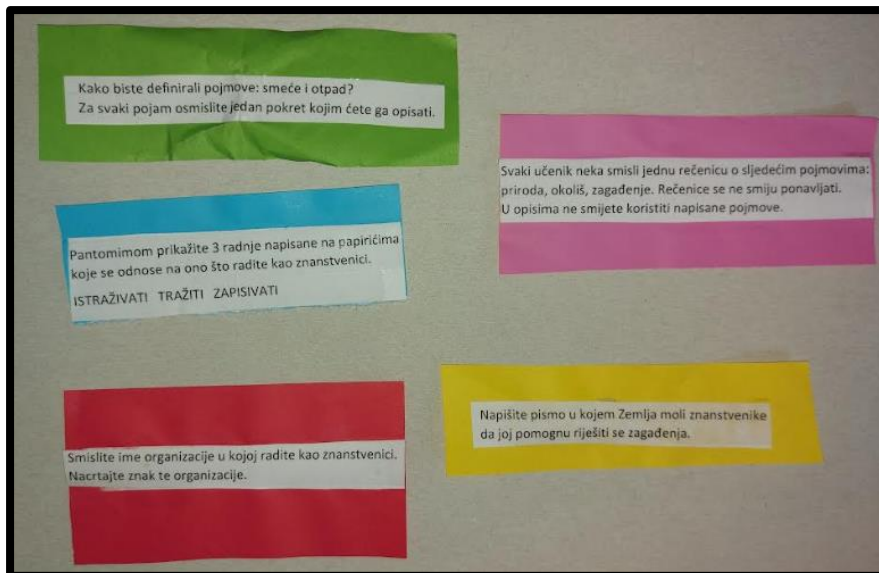 Kako biste definirali pojmove: smeće i otpad?
Za svaki pojam osmislite jedan pokret kojim ćete ga opisati.
Svaki učenik neka smisli jednu rečenicu o sljedećim pojmovima:
priroda, okoliš, zagađenje. Rečenice se ne smiju ponavljati.
U opisima ne smijete koristiti napisane pojmove.
Pantomimom prikažite 3 radnje napisane na papirićima
koje se odnose na ono što radite kao znanstvenici.
ISTRAŽIVATI TRAŽITI ZAPISIVATI
Napišite pismo u kojem Zemlja moli znanstvenike
da joj pomognu riješiti se zagađenja.
Smislite ime organizacije u kojoj radite kao znanstvenici.
Nacrtajte znak te organizacije.